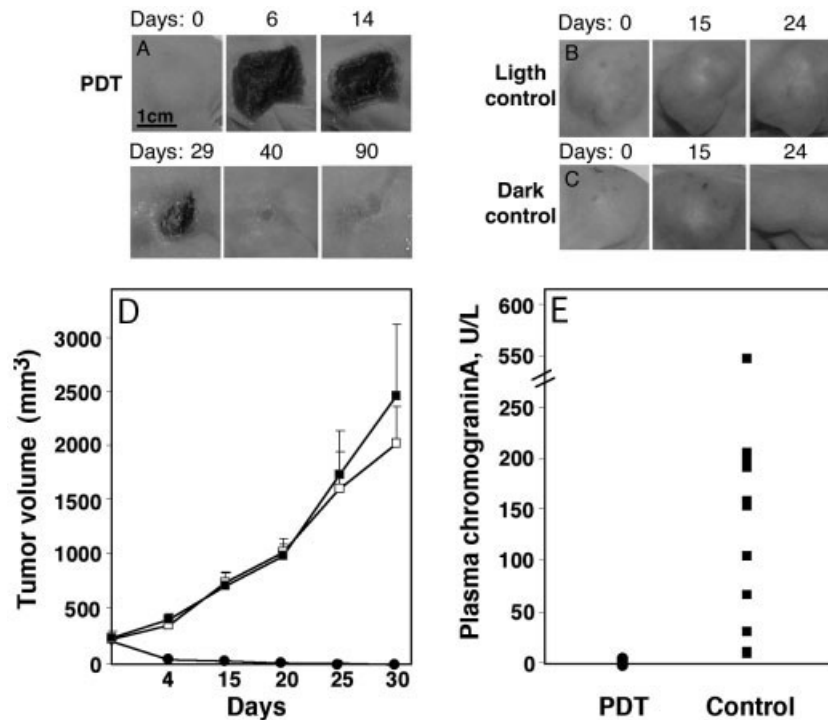 Days: 0 6 14
A
PDT
1cm
Days: 29 40 90
Days: 0 15 24
B
Ligth
control
Days: 0 15 24
C
Dark
control
D
Tumor volume (mm³)
3000
2500
2000
1500
1000
500
0
4 15 20 25 30
Days
E
Plasma chromograninA, U/L
600
550
250
200
150
100
50
0
PDT Control